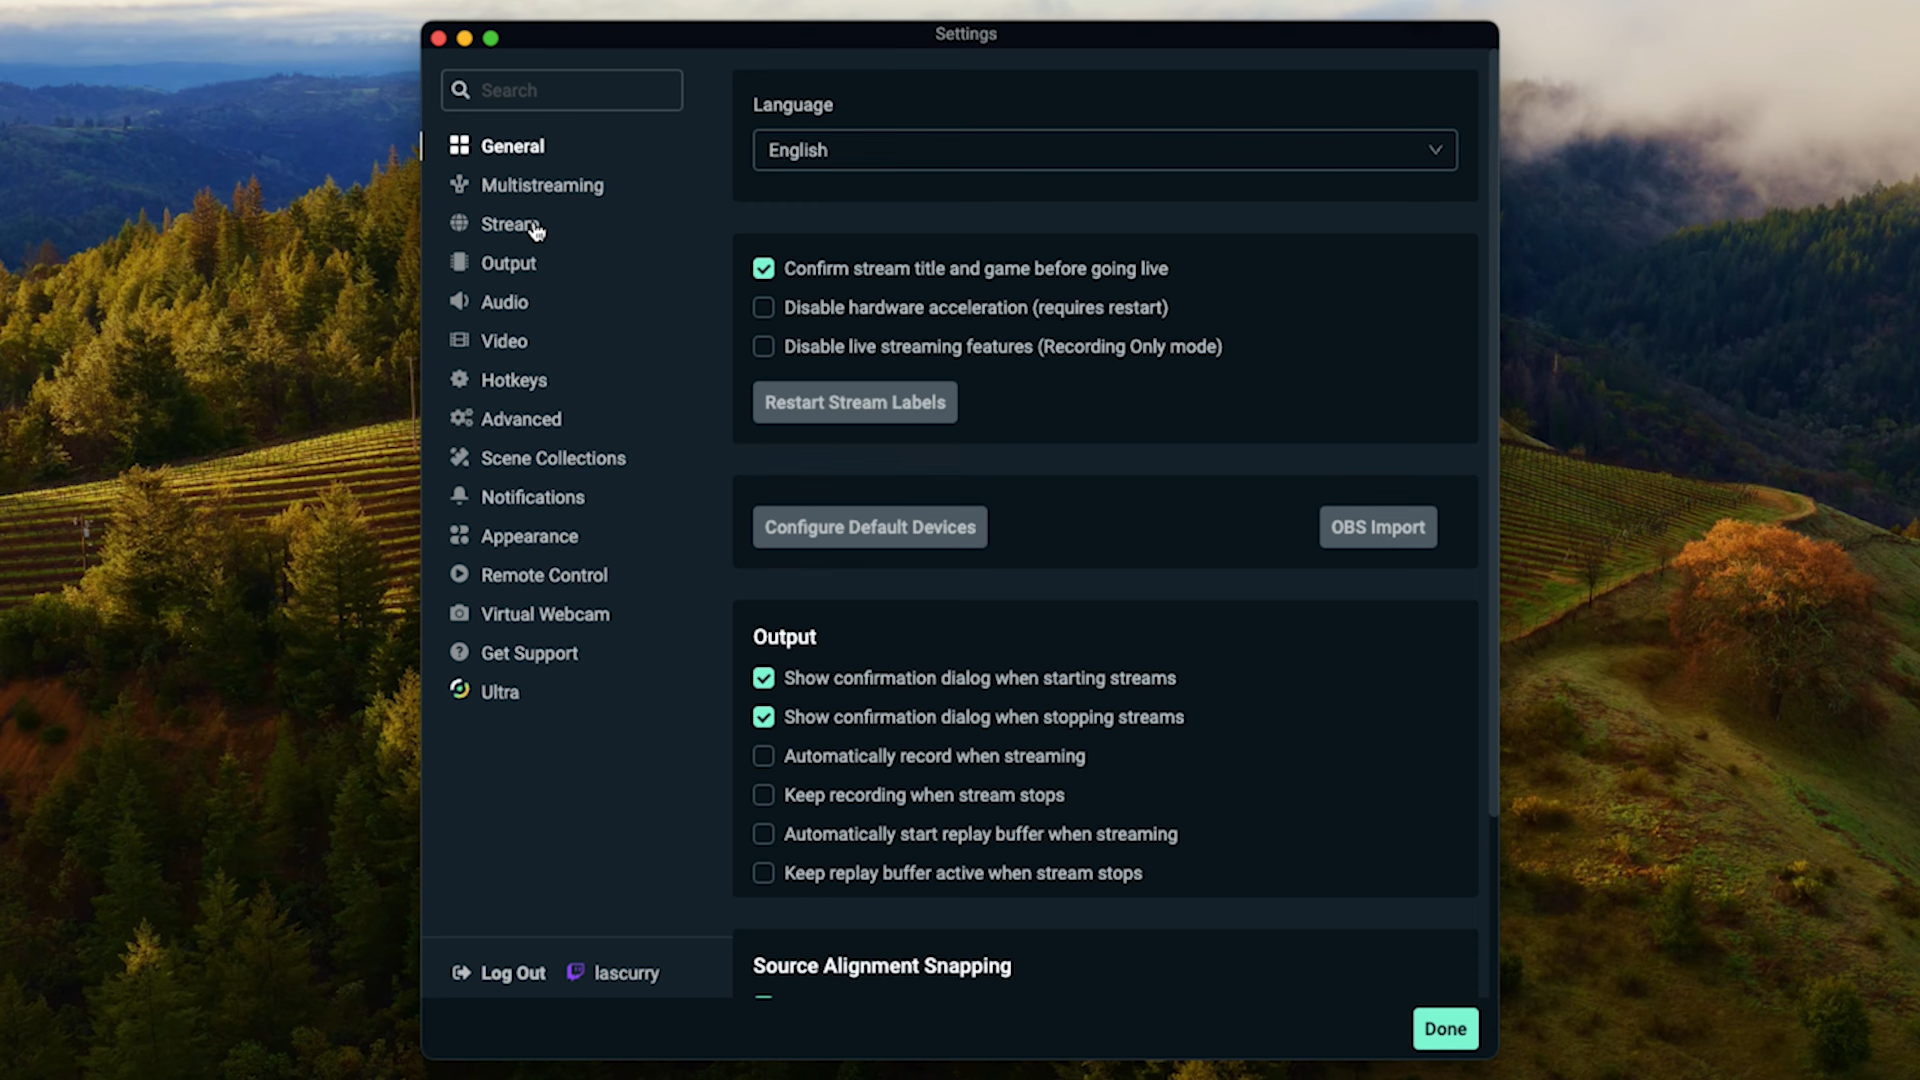 Settings
Search
General
Multistreaming
Stream
Output
Audio
Video
Hotkeys
Advanced
Scene Collections
Notifications
Appearance
Remote Control
Virtual Webcam
Get Support
Ultra
Log Out lascurry
Language
English
Confirm stream title and game before going live
Disable hardware acceleration (requires restart)
Disable live streaming features (Recording Only mode)
Restart Stream Labels
Configure Default Devices OBS Import
Output
Show confirmation dialog when starting streams
Show confirmation dialog when stopping streams
Automatically record when streaming
Keep recording when stream stops
Automatically start replay buffer when streaming
Keep replay buffer active when stream stops
Source Alignment Snapping
Done